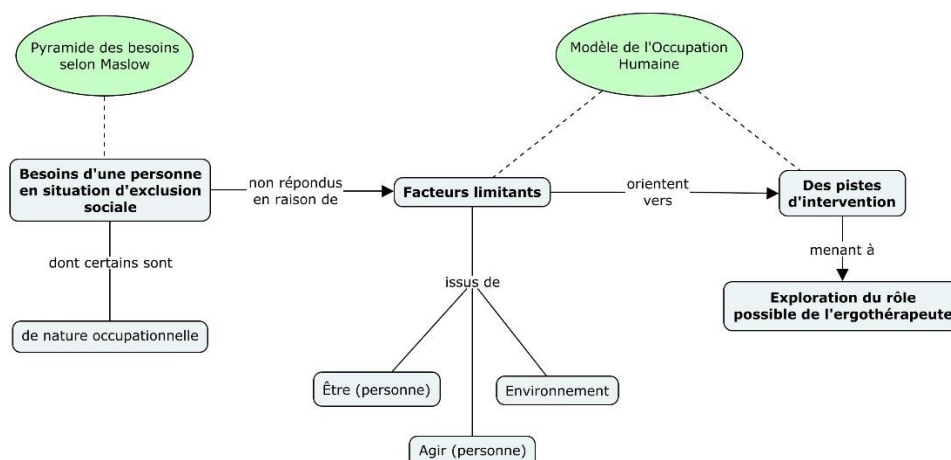 Pyramide des besoins
selon Maslow
Modèle de l'Occupation
Humaine
Besoins d'une personne
en situation d'exclusion
sociale
non répondus
en raison de
Facteurs limitants
orientent
vers
Des pistes
d'intervention
dont certains sont
menant à
issus de
Exploration du rôle
possible de l'ergothérapeute
de nature occupationnelle
Être (personne)
Environnement
Agir (personne)